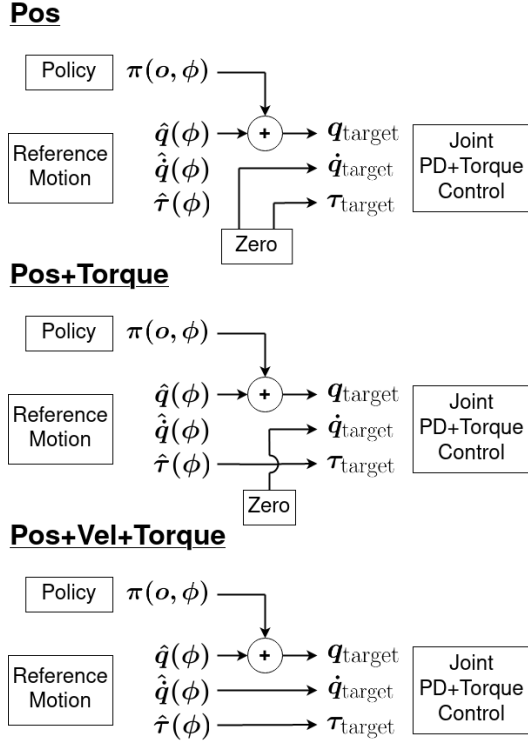 Pos
Policy π(o, ϕ)
q̂(ϕ) + q_target
Reference Motion
q̇̂(ϕ) q̇_target
τ̂(ϕ) τ_target
Zero
Joint
PD+Torque
Control
Pos+Torque
Policy π(o, ϕ)
q̂(ϕ) + q_target
Reference Motion
q̇̂(ϕ) q̇_target
τ̂(ϕ) τ_target
Zero
Joint
PD+Torque
Control
Pos+Vel+Torque
Policy π(o, ϕ)
q̂(ϕ) + q_target
Reference Motion
q̇̂(ϕ) q̇_target
τ̂(ϕ) τ_target
Joint
PD+Torque
Control